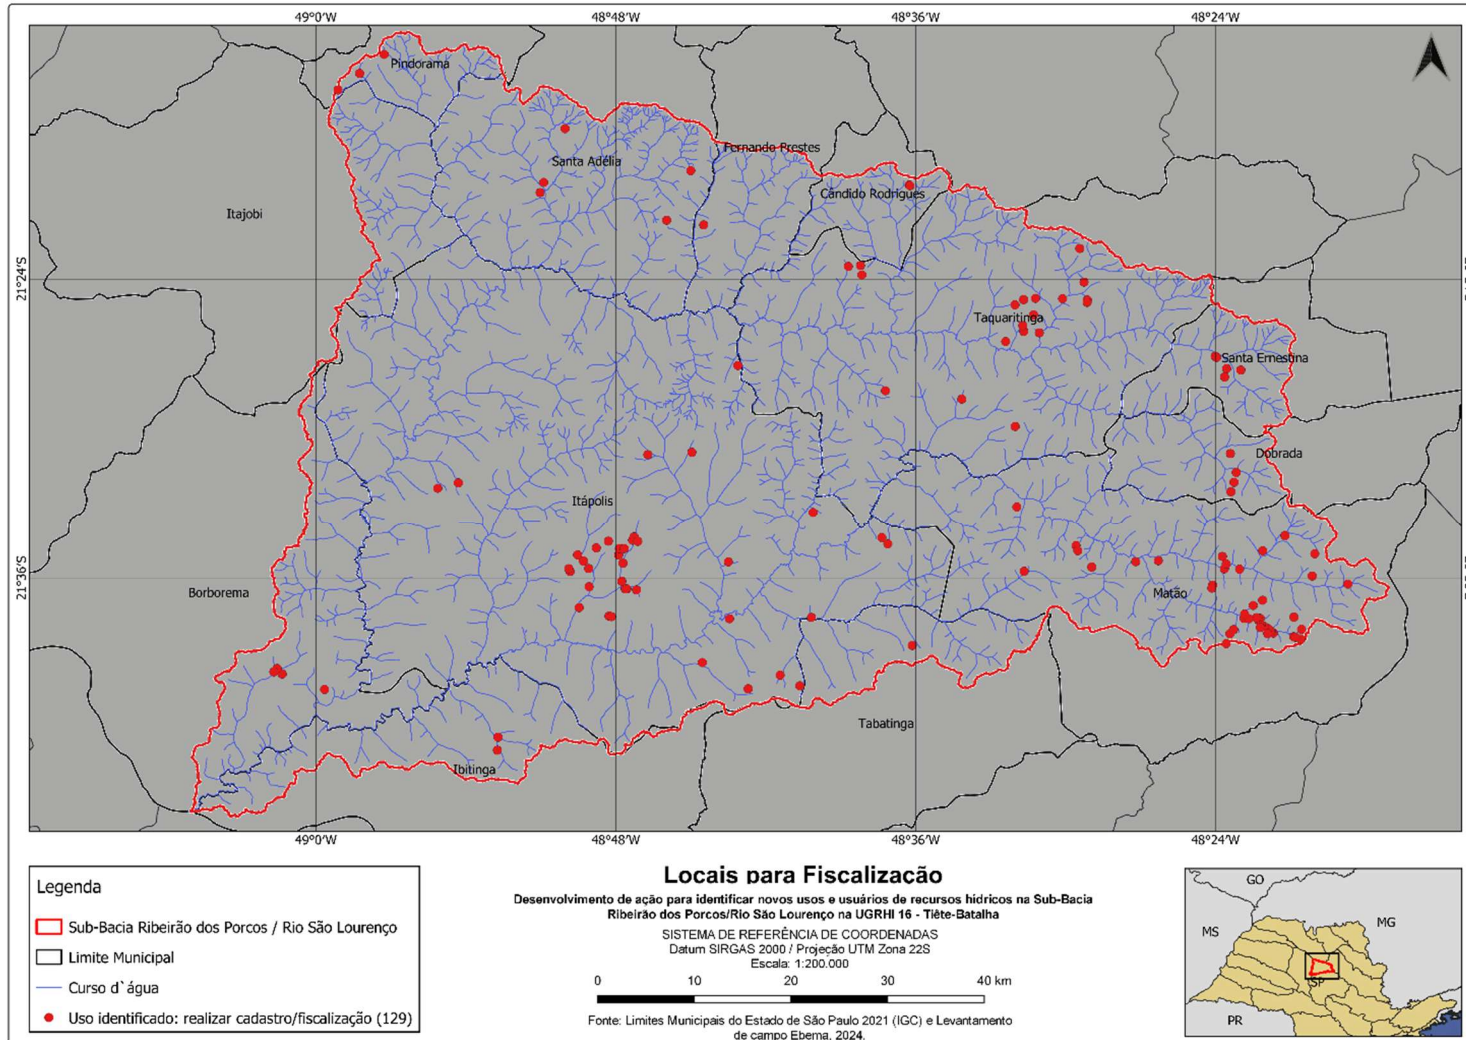 49°0'W 48°48'W 48°36'W 48°24'W
Pindorama
Fernando Prestes
Santa Adélia
Cândido Rodrigues
Itajobi
21°24'S
Taquaritinga
Santa Ernestina
Dobrada
Itápolis
21°36'S
Borborema
Matão
Tabatinga
Ibitinga
49°0'W 48°48'W 48°36'W 48°24'W
Legenda
Sub-Bacia Ribeirão dos Porcos / Rio São Lourenço
Limite Municipal
Curso d`água
Uso identificado: realizar cadastro/fiscalização (129)
Locais para Fiscalização
Desenvolvimento de ação para identificar novos usos e usuários de recursos hídricos na Sub-Bacia
Ribeirão dos Porcos/Rio São Lourenço na UGRHI 16 - Tiête-Batalha
SISTEMA DE REFERÊNCIA DE COORDENADAS
Datum SIRGAS 2000 / Projeção UTM Zona 22S
Escala: 1:200.000
0 10 20 30 40 km
Fonte: Limites Municipais do Estado de São Paulo 2021 (IGC) e Levantamento
de campo Ebema, 2024.
GO
MS
MG
SP
PR